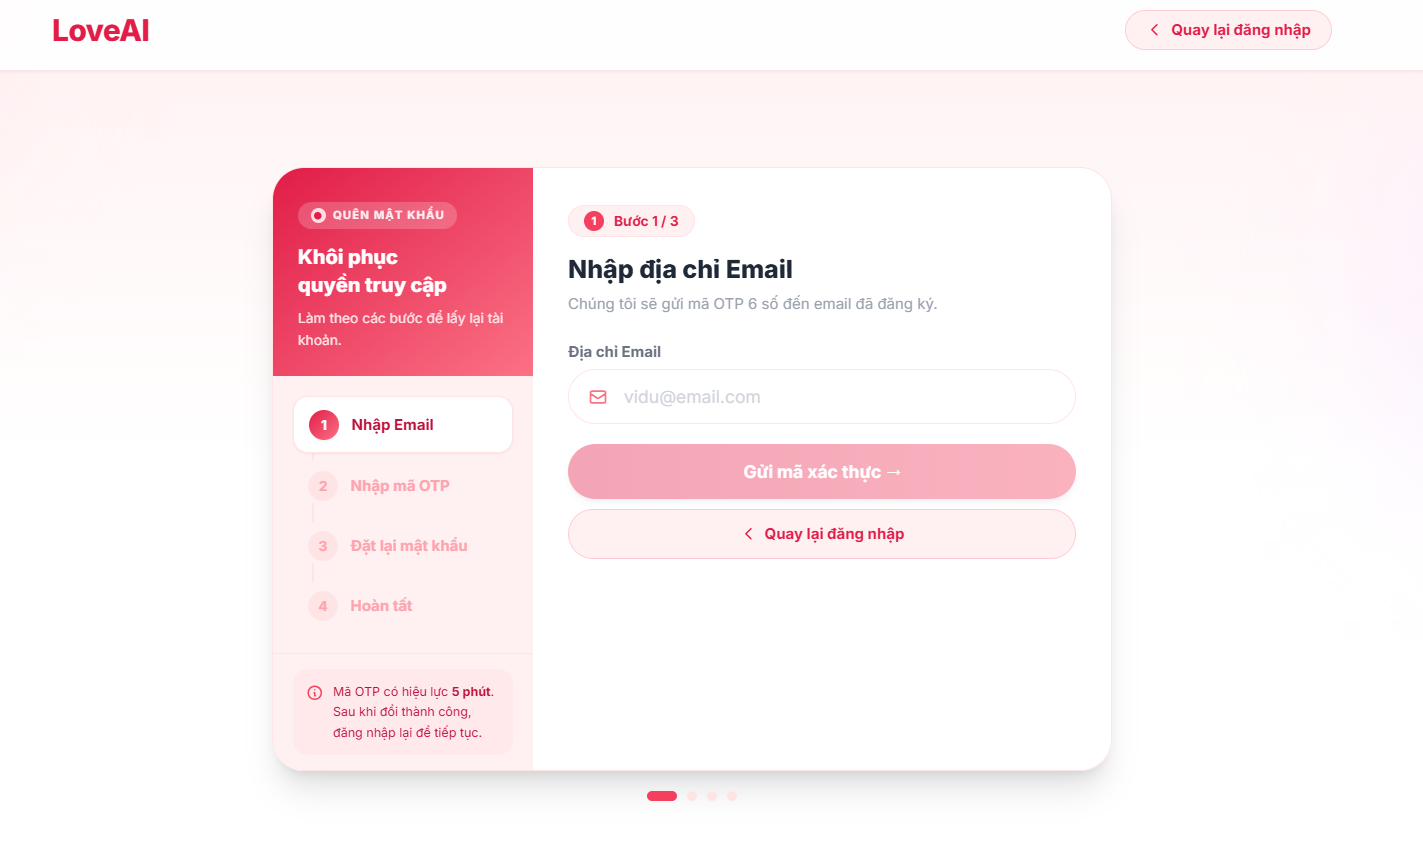 LoveAI
Quay lại đăng nhập
QUÊN MẬT KHẨU
Khôi phục
quyền truy cập
Làm theo các bước để lấy lại tài
khoản.
1 Nhập Email
2 Nhập mã OTP
3 Đặt lại mật khẩu
4 Hoàn tất
Mã OTP có hiệu lực 5 phút.
Sau khi đổi thành công,
đăng nhập lại để tiếp tục.
1 Bước 1 / 3
Nhập địa chỉ Email
Chúng tôi sẽ gửi mã OTP 6 số đến email đã đăng ký.
Địa chỉ Email
vidu@email.com
Gửi mã xác thực →
Quay lại đăng nhập